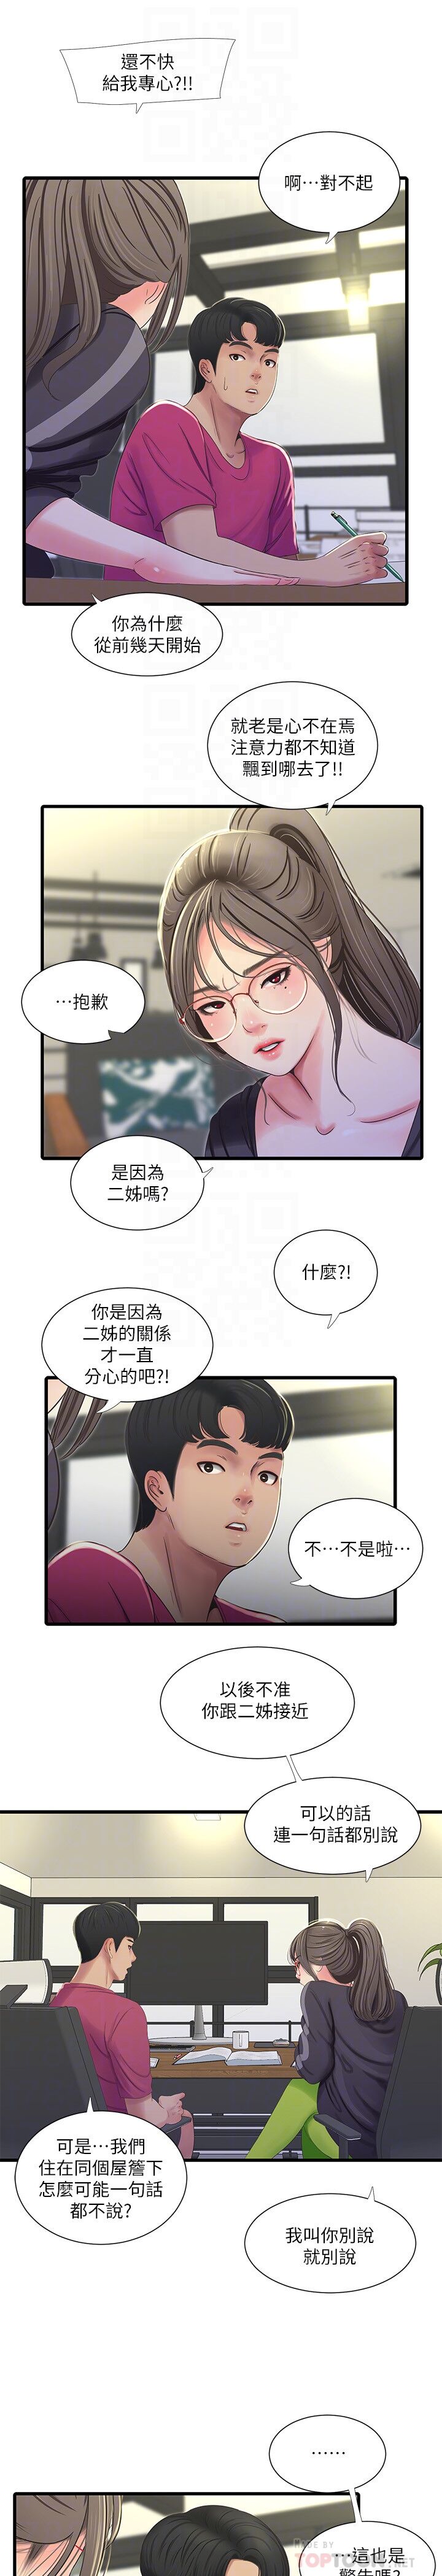 還不快
給我專心?!!
啊…對不起
你為什麼
從前幾天開始
就老是心不在焉
注意力都不知道
飄到哪去了!!
…抱歉
是因為
二姊嗎?
什麼?!
你是因為
二姊的關係
才一直
分心的吧?!
不…不是啦…
以後不准
你跟二姊接近
可以的話
連一句話都別說
可是…我們
住在同個屋簷下
怎麼可能一句話
都不說?
我叫你別說
就別說
……
…這也是
警告嗎?
MADE BY